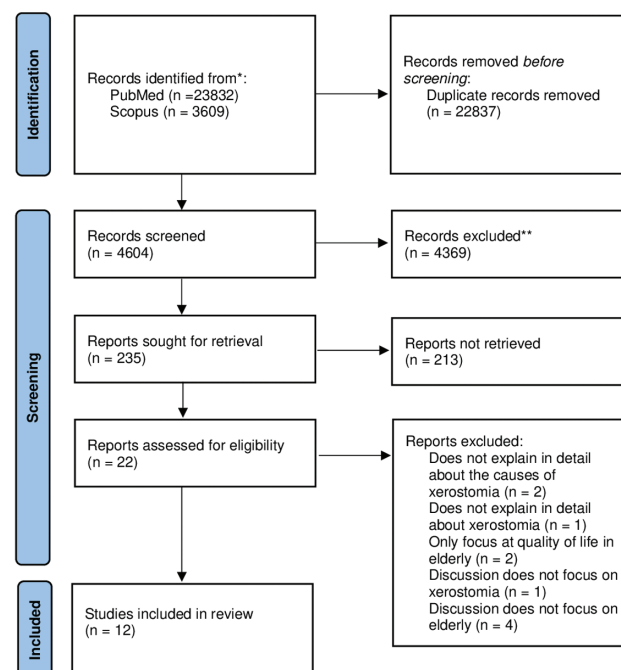 Identification
Records identified from*:
PubMed (n =23832)
Scopus (n = 3609)
Records removed before
screening:
Duplicate records removed
(n = 22837)
Screening
Records screened
(n = 4604)
Records excluded**
(n = 4369)
Reports sought for retrieval
(n = 235)
Reports not retrieved
(n = 213)
Reports assessed for eligibility
(n = 22)
Reports excluded:
Does not explain in detail
about the causes of
xerostomia (n = 2)
Does not explain in detail
about xerostomia (n = 1)
Only focus at quality of life in
elderly (n = 2)
Discussion does not focus on
xerostomia (n = 1)
Discussion does not focus on
elderly (n = 4)
Included
Studies included in review
(n = 12)